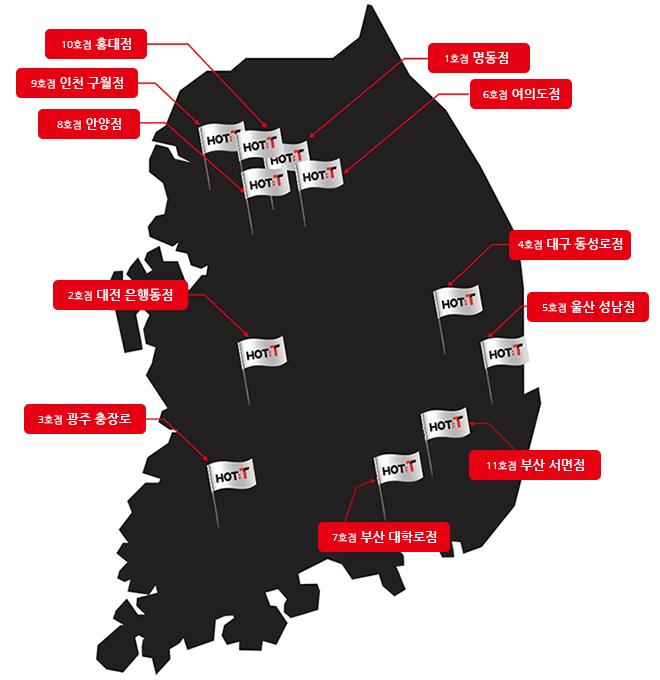 10호점 홍대점
1호점 명동점
9호점 인천 구월점
6호점 여의도점
8호점 안양점
HOT:T
HOT:T
HOT:T
HOT:T
HOT:T
4호점 대구 동성로점
2호점 대전 은행동점
HOT:T
5호점 울산 성남점
HOT:T
HOT:T
3호점 광주 충장로
HOT:T
11호점 부산 서면점
HOT:T
HOT:T
7호점 부산 대학로점